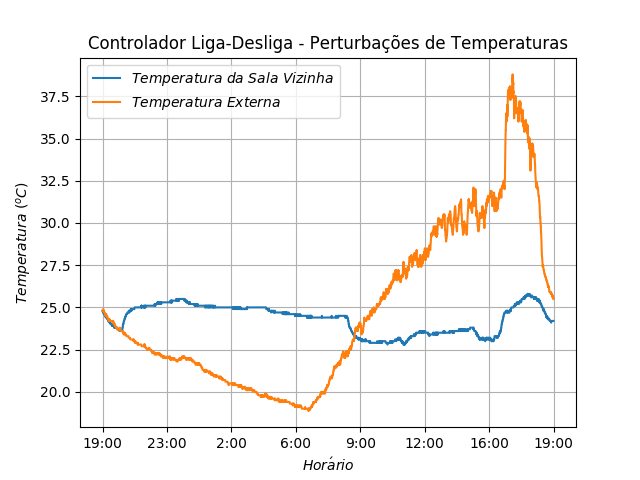 Controlador Liga-Desliga - Perturbações de Temperaturas
Temperatura da Sala Vizinha
Temperatura Externa
37.5
35.0
32.5
30.0
27.5
25.0
22.5
20.0
Temperatura (ºC)
19:00 23:00 2:00 6:00 9:00 12:00 16:00 19:00
Horário